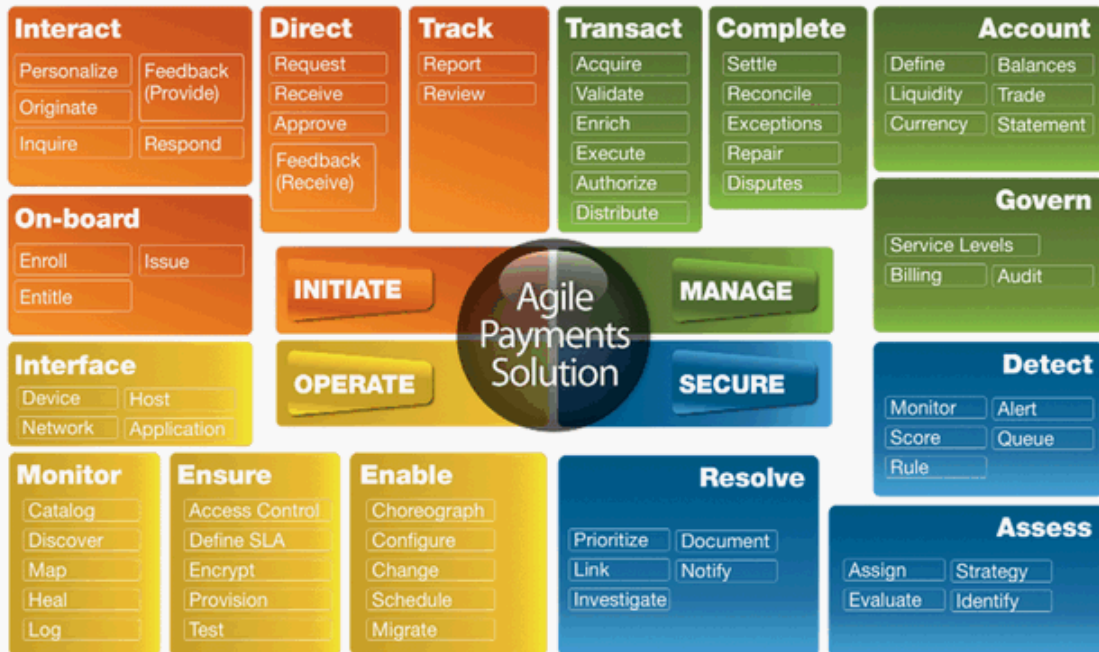 Interact
Personalize
Feedback
(Provide)
Originate
Inquire
Respond
Direct
Request
Receive
Approve
Feedback
(Receive)
Track
Report
Review
Transact
Acquire
Validate
Enrich
Execute
Authorize
Distribute
Complete
Settle
Reconcile
Exceptions
Repair
Disputes
Account
Define
Balances
Liquidity
Trade
Currency
Statement
On-board
Enroll
Issue
Entitle
Govern
Service Levels
Billing
Audit
INITIATE
MANAGE
Agile
Payments
Solution
OPERATE
SECURE
Interface
Device
Host
Network
Application
Detect
Monitor
Alert
Score
Queue
Rule
Monitor
Catalog
Discover
Map
Heal
Log
Ensure
Access Control
Define SLA
Encrypt
Provision
Test
Enable
Choreograph
Configure
Change
Schedule
Migrate
Resolve
Prioritize
Document
Link
Notify
Investigate
Assess
Assign
Strategy
Evaluate
Identify